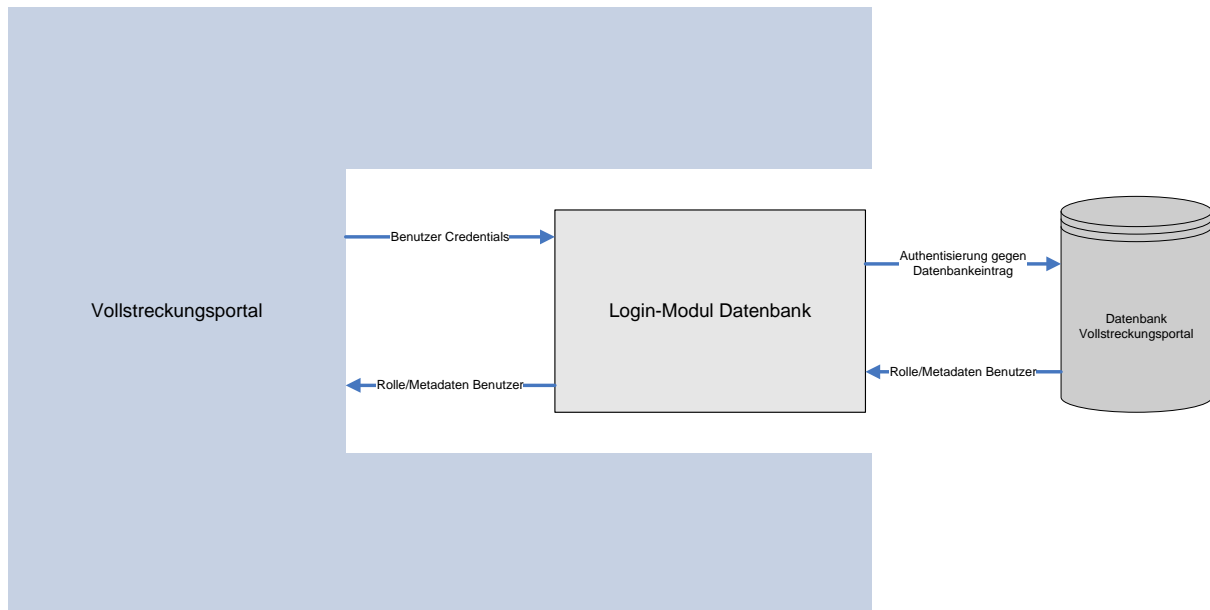 Vollstreckungsportal
Benutzer Credentials
Rolle/Metadaten Benutzer
Login-Modul Datenbank
Authentisierung gegen
Datenbankeintrag
Rolle/Metadaten Benutzer
Datenbank
Vollstreckungsportal